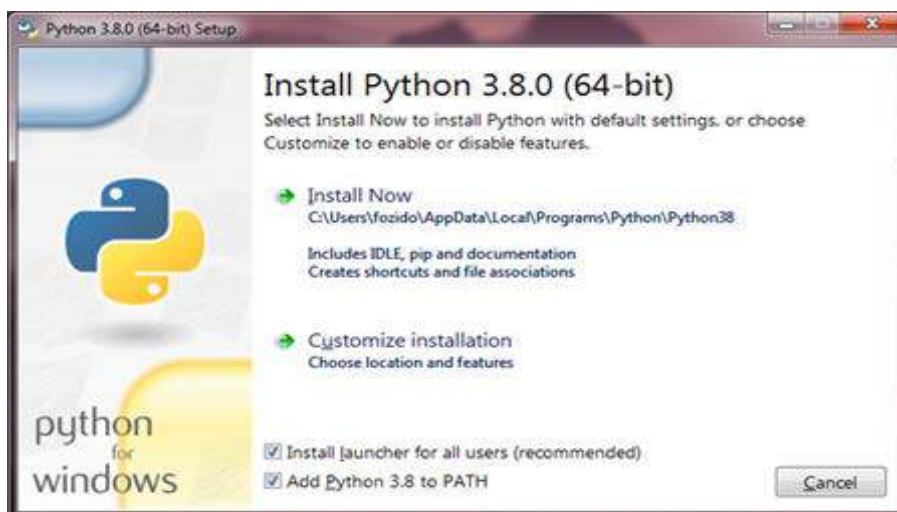 Python 3.8.0 (64-bit) Setup
Install Python 3.8.0 (64-bit)
Select Install Now to install Python with default settings, or choose
Customize to enable or disable features.
Install Now
C:\Users\fozido\AppData\Local\Programs\Python\Python38
Includes IDLE, pip and documentation
Creates shortcuts and file associations
Customize installation
Choose location and features
python
for
windows
Install launcher for all users (recommended)
Add Python 3.8 to PATH
Cancel